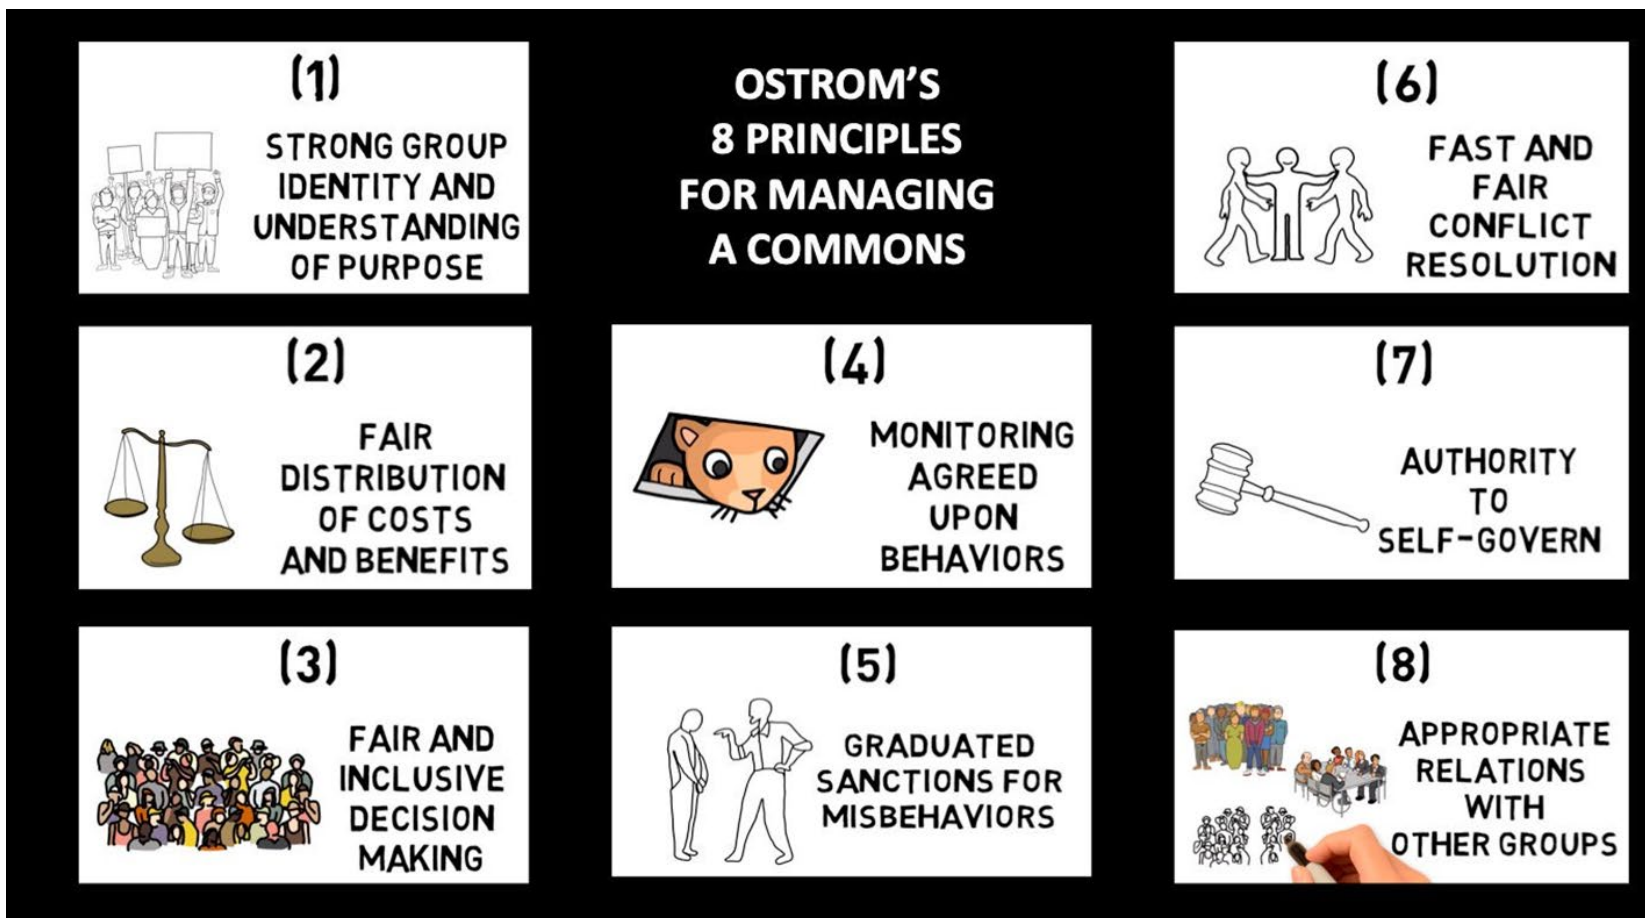 OSTROM'S
8 PRINCIPLES
FOR MANAGING
A COMMONS
(1)
STRONG GROUP
IDENTITY AND
UNDERSTANDING
OF PURPOSE
(2)
FAIR
DISTRIBUTION
OF COSTS
AND BENEFITS
(3)
FAIR AND
INCLUSIVE
DECISION
MAKING
(4)
MONITORING
AGREED
UPON
BEHAVIORS
(5)
GRADUATED
SANCTIONS FOR
MISBEHAVIORS
(6)
FAST AND
FAIR
CONFLICT
RESOLUTION
(7)
AUTHORITY
TO
SELF-GOVERN
(8)
APPROPRIATE
RELATIONS
WITH
OTHER GROUPS